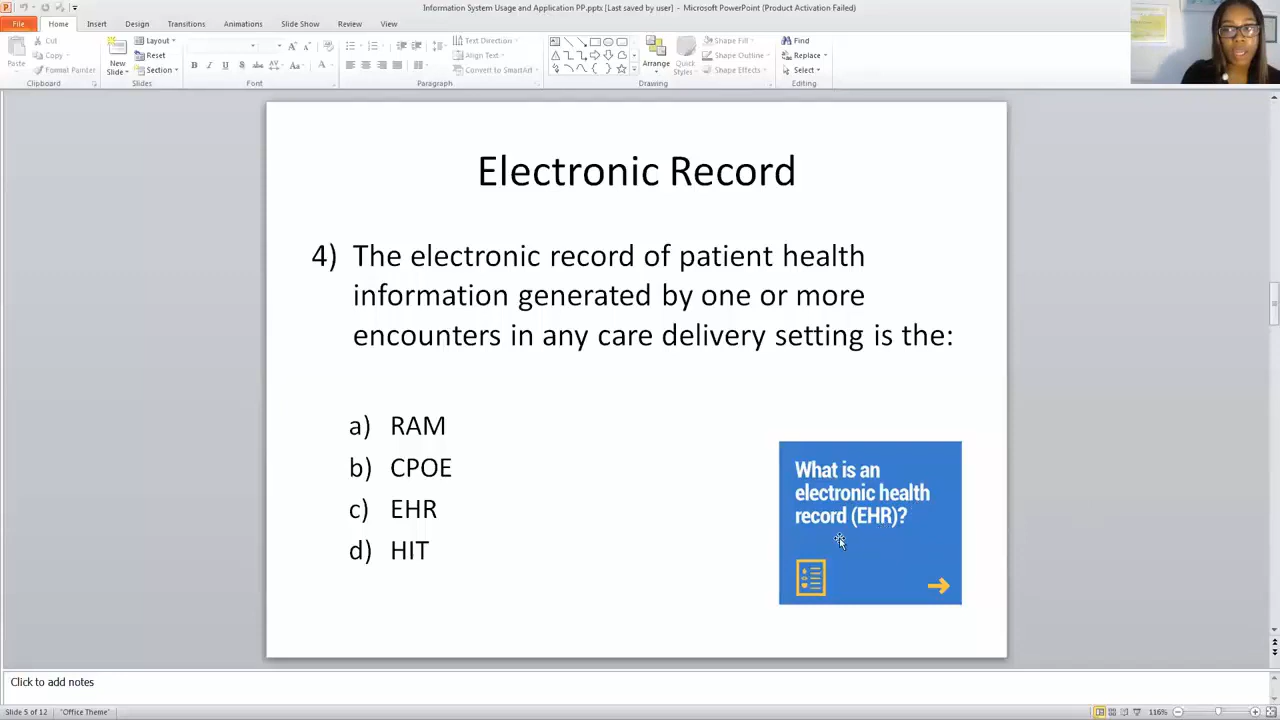 Information System Usage and Application PP.pptx [Last saved by user] - Microsoft PowerPoint (Product Activation Failed)
File Home Insert Design Transitions Animations Slide Show Review View
Paste
Cut
Copy
Format Painter
Clipboard
New
Slide
Layout
Reset
Section
Slides
B I U S abc AV Aa A
Font
Text Direction
Align Text
Convert to SmartArt
Paragraph
Arrange
Quick
Styles
Shape Fill
Shape Outline
Shape Effects
Drawing
Find
Replace
Select
Editing
Electronic Record
4) The electronic record of patient health
information generated by one or more
encounters in any care delivery setting is the:
a) RAM
b) CPOE
c) EHR
d) HIT
What is an
electronic health
record (EHR)?
Click to add notes
Slide 5 of 12 "Office Theme" 116%